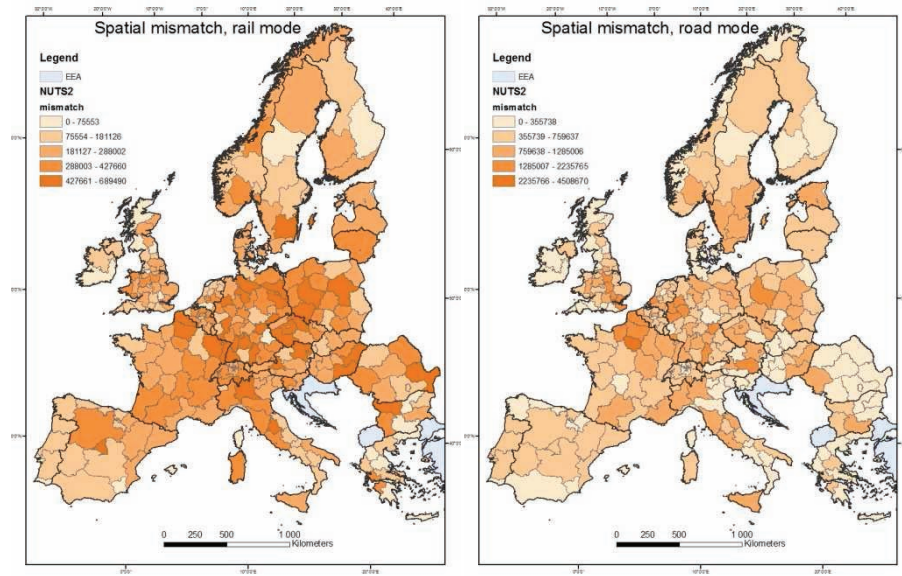 Spatial mismatch, rail mode
Legend
EEA
NUTS2
mismatch
0 - 75553
75554 - 181126
181127 - 288002
288003 - 427660
427661 - 689490
0 250 500 1 000
Kilometers
Spatial mismatch, road mode
Legend
EEA
NUTS2
mismatch
0 - 355738
355739 - 759637
759638 - 1285006
1285007 - 2235765
2235766 - 4508670
0 250 500 1 000
Kilometers